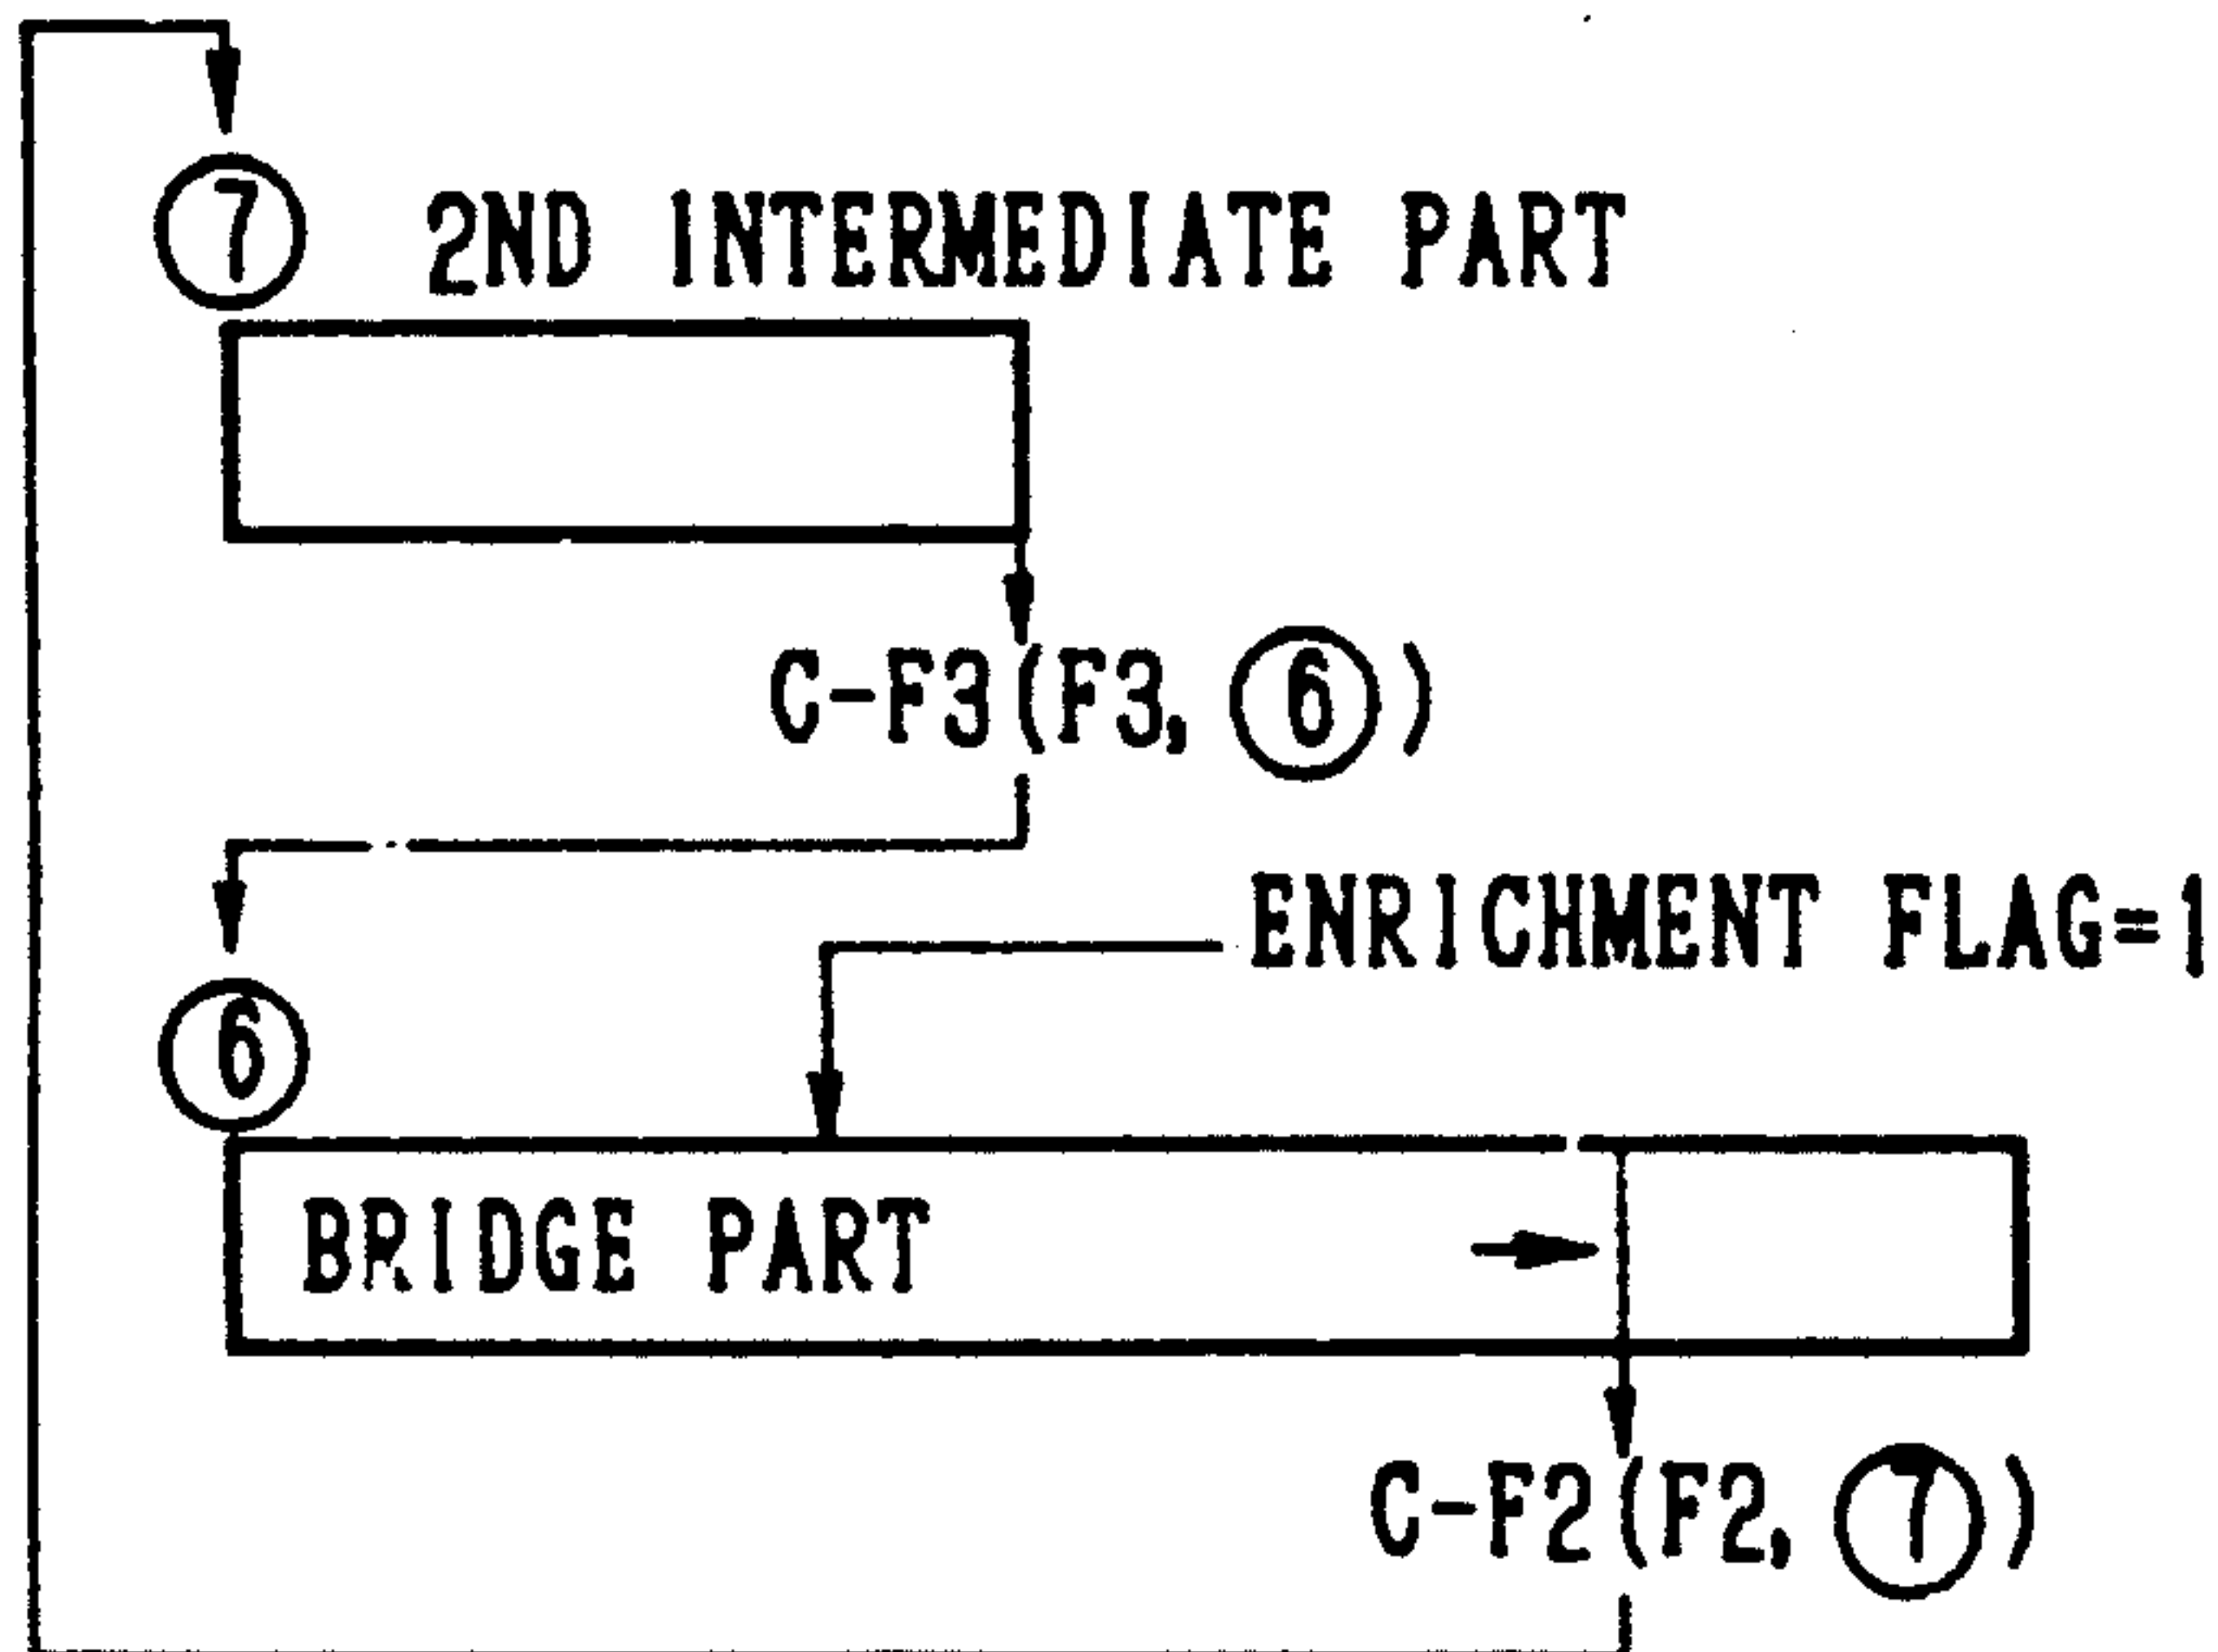 ⑦ 2ND INTERMEDIATE PART
C-F3(F3, ⑥ )
ENRICHMENT FLAG=1
⑥
BRIDGE PART
C-F2(F2, ⑦ )